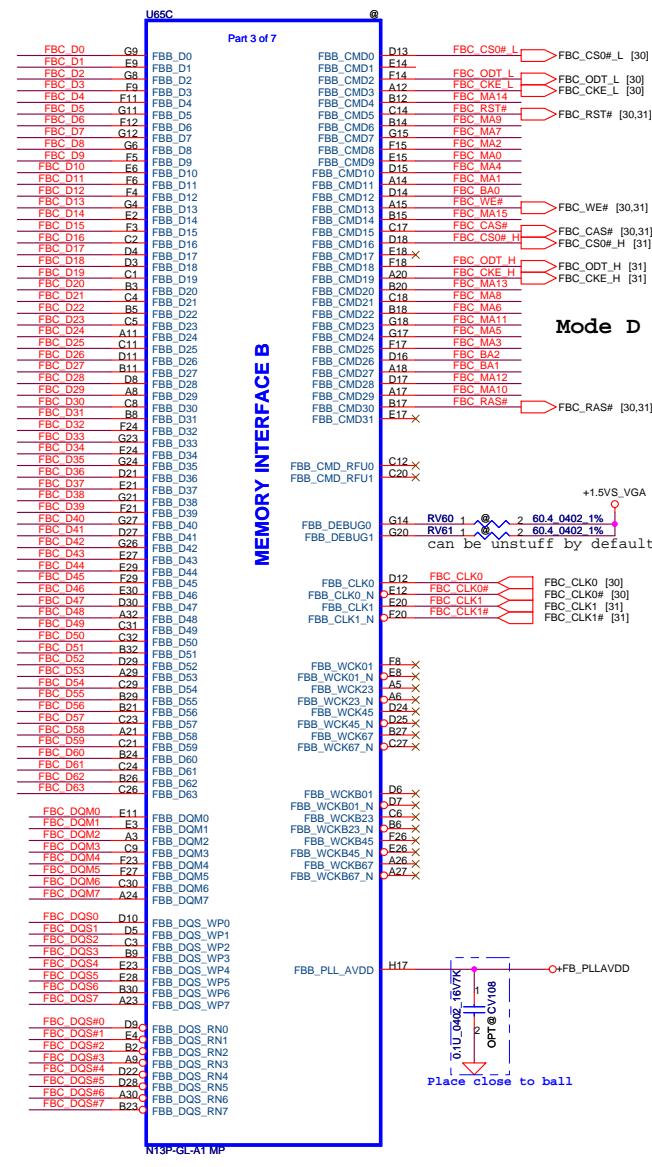 U65C @
Part 3 of 7
FBC_D0 G9 FBB_D0
FBC_D1 E9 FBB_D1
FBC_D2 G8 FBB_D2
FBC_D3 F9 FBB_D3
FBC_D4 F11 FBB_D4
FBC_D5 G11 FBB_D5
FBC_D6 F12 FBB_D6
FBC_D7 G12 FBB_D7
FBC_D8 G6 FBB_D8
FBC_D9 F5 FBB_D9
FBC_D10 E6 FBB_D10
FBC_D11 F6 FBB_D11
FBC_D12 F4 FBB_D12
FBC_D13 G4 FBB_D13
FBC_D14 E2 FBB_D14
FBC_D15 F3 FBB_D15
FBC_D16 C2 FBB_D16
FBC_D17 D4 FBB_D17
FBC_D18 D3 FBB_D18
FBC_D19 C1 FBB_D19
FBC_D20 B3 FBB_D20
FBC_D21 C4 FBB_D21
FBC_D22 B5 FBB_D22
FBC_D23 C5 FBB_D23
FBC_D24 A11 FBB_D24
FBC_D25 C11 FBB_D25
FBC_D26 D11 FBB_D26
FBC_D27 B11 FBB_D27
FBC_D28 D8 FBB_D28
FBC_D29 A8 FBB_D29
FBC_D30 C8 FBB_D30
FBC_D31 B8 FBB_D31
FBC_D32 F24 FBB_D32
FBC_D33 G23 FBB_D33
FBC_D34 E24 FBB_D34
FBC_D35 G24 FBB_D35
FBC_D36 D21 FBB_D36
FBC_D37 E21 FBB_D37
FBC_D38 G21 FBB_D38
FBC_D39 F21 FBB_D39
FBC_D40 G27 FBB_D40
FBC_D41 D27 FBB_D41
FBC_D42 G26 FBB_D42
FBC_D43 E27 FBB_D43
FBC_D44 E29 FBB_D44
FBC_D45 F29 FBB_D45
FBC_D46 E30 FBB_D46
FBC_D47 D30 FBB_D47
FBC_D48 A32 FBB_D48
FBC_D49 C31 FBB_D49
FBC_D50 C32 FBB_D50
FBC_D51 B32 FBB_D51
FBC_D52 D29 FBB_D52
FBC_D53 A29 FBB_D53
FBC_D54 C29 FBB_D54
FBC_D55 B29 FBB_D55
FBC_D56 B21 FBB_D56
FBC_D57 C23 FBB_D57
FBC_D58 A21 FBB_D58
FBC_D59 C21 FBB_D59
FBC_D60 B24 FBB_D60
FBC_D61 C24 FBB_D61
FBC_D62 B26 FBB_D62
FBC_D63 C26 FBB_D63
FBC_DQM0 E11 FBB_DQM0
FBC_DQM1 E3 FBB_DQM1
FBC_DQM2 A3 FBB_DQM2
FBC_DQM3 C9 FBB_DQM3
FBC_DQM4 F23 FBB_DQM4
FBC_DQM5 F27 FBB_DQM5
FBC_DQM6 C30 FBB_DQM6
FBC_DQM7 A24 FBB_DQM7
FBC_DQS0 D10 FBB_DQS_WP0
FBC_DQS1 D5 FBB_DQS_WP1
FBC_DQS2 C3 FBB_DQS_WP2
FBC_DQS3 B9 FBB_DQS_WP3
FBC_DQS4 E23 FBB_DQS_WP4
FBC_DQS5 E28 FBB_DQS_WP5
FBC_DQS6 B30 FBB_DQS_WP6
FBC_DQS7 A23 FBB_DQS_WP7
FBC_DQS#0 D9 FBB_DQS_RN0
FBC_DQS#1 E4 FBB_DQS_RN1
FBC_DQS#2 B2 FBB_DQS_RN2
FBC_DQS#3 A9 FBB_DQS_RN3
FBC_DQS#4 D22 FBB_DQS_RN4
FBC_DQS#5 D28 FBB_DQS_RN5
FBC_DQS#6 A30 FBB_DQS_RN6
FBC_DQS#7 B23 FBB_DQS_RN7
MEMORY INTERFACE B
FBB_CMD0 D13 FBC_CS0#_L FBC_CS0#_L [30]
FBB_CMD1 E14
FBB_CMD2 F14 FBC_ODT_L FBC_ODT_L [30]
FBB_CMD3 A12 FBC_CKE_L FBC_CKE_L [30]
FBB_CMD4 B12 FBC_MA14
FBB_CMD5 C14 FBC_RST# FBC_RST# [30,31]
FBB_CMD6 B14 FBC_MA9
FBB_CMD7 G15 FBC_MA7
FBB_CMD8 F15 FBC_MA2
FBB_CMD9 E15 FBC_MA0
FBB_CMD10 D15 FBC_MA4
FBB_CMD11 A14 FBC_MA1
FBB_CMD12 D14 FBC_BA0
FBB_CMD13 A15 FBC_WE# FBC_WE# [30,31]
FBB_CMD14 B15 FBC_MA15
FBB_CMD15 C17 FBC_CAS# FBC_CAS# [30,31]
FBB_CMD16 D18 FBC_CS0#_H FBC_CS0#_H [31]
FBB_CMD17 E18
FBB_CMD18 F18 FBC_ODT_H FBC_ODT_H [31]
FBB_CMD19 A20 FBC_CKE_H FBC_CKE_H [31]
FBB_CMD20 B20 FBC_MA13
FBB_CMD21 C18 FBC_MA8
FBB_CMD22 B18 FBC_MA6
FBB_CMD23 G18 FBC_MA11
FBB_CMD24 G17 FBC_MA5
FBB_CMD25 F17 FBC_MA3
FBB_CMD26 D16 FBC_BA2
FBB_CMD27 A18 FBC_BA1
FBB_CMD28 D17 FBC_MA12
FBB_CMD29 A17 FBC_MA10
FBB_CMD30 B17 FBC_RAS# FBC_RAS# [30,31]
FBB_CMD31 E17
Mode D
FBB_CMD_RFU0 C12
FBB_CMD_RFU1 C20
+1.5VS_VGA
FBB_DEBUG0 G14 RV60 1 @ 2 60.4_0402_1%
FBB_DEBUG1 G20 RV61 1 @ 2 60.4_0402_1%
can be unstuff by default
FBB_CLK0 D12 FBC_CLK0 FBC_CLK0 [30]
FBB_CLK0_N E12 FBC_CLK0# FBC_CLK0# [30]
FBB_CLK1 E20 FBC_CLK1 FBC_CLK1 [31]
FBB_CLK1_N F20 FBC_CLK1# FBC_CLK1# [31]
FBB_WCK01 F8
FBB_WCK01_N E8
FBB_WCK23 A5
FBB_WCK23_N A6
FBB_WCK45 D24
FBB_WCK45_N D25
FBB_WCK67 B27
FBB_WCK67_N C27
FBB_WCKB01 D6
FBB_WCKB01_N D7
FBB_WCKB23 C6
FBB_WCKB23_N B6
FBB_WCKB45 F26
FBB_WCKB45_N E26
FBB_WCKB67 A26
FBB_WCKB67_N A27
FBB_PLL_AVDD H17 +FB_PLLAVDD
0.1U_0402_16V7K
1
2
OPT@ CV108
Place close to ball
N13P-GL-A1 MP